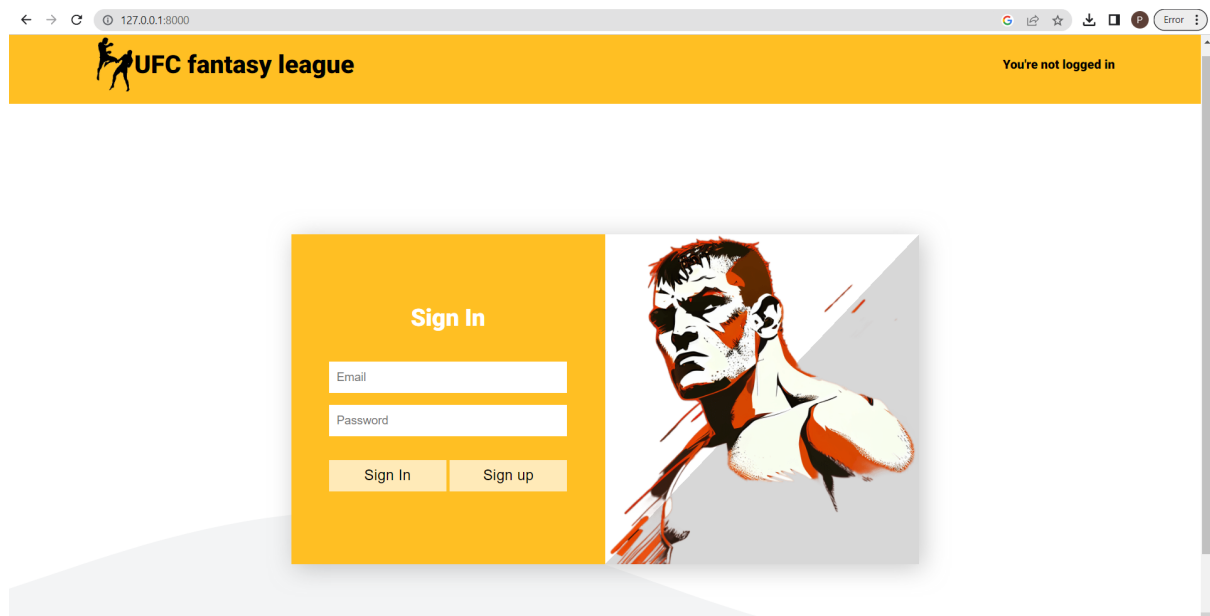 127.0.0.1:8000
G
P
Error
UFC fantasy league
You're not logged in
Sign In
Email
Password
Sign In
Sign up